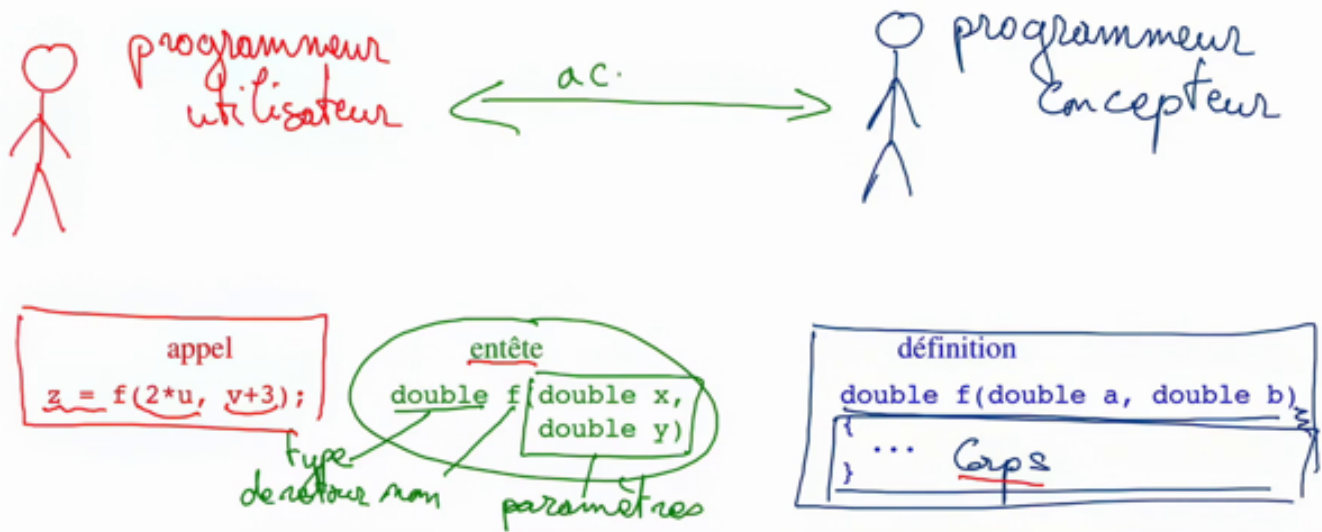 programmeur
utilisateur
ac.
programmeur
concepteur
appel
z = f(2*u, v+3);
entête
double f(double x,
double y)
type
de retour nom
paramètres
définition
double f(double a, double b)
{
...
Corps
}